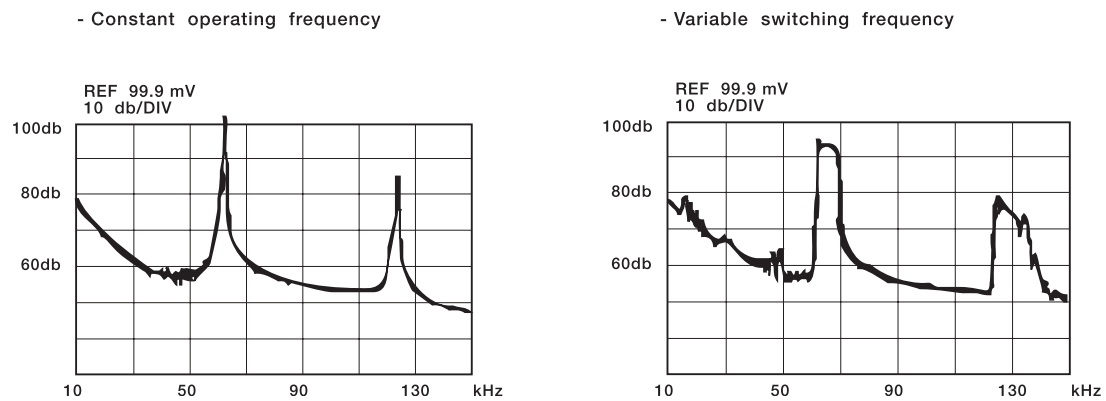 - Constant operating frequency
REF 99.9 mV
10 db/DIV
100db
80db
60db
10 50 90 130 kHz
- Variable switching frequency
REF 99.9 mV
10 db/DIV
100db
80db
60db
10 50 90 130 kHz